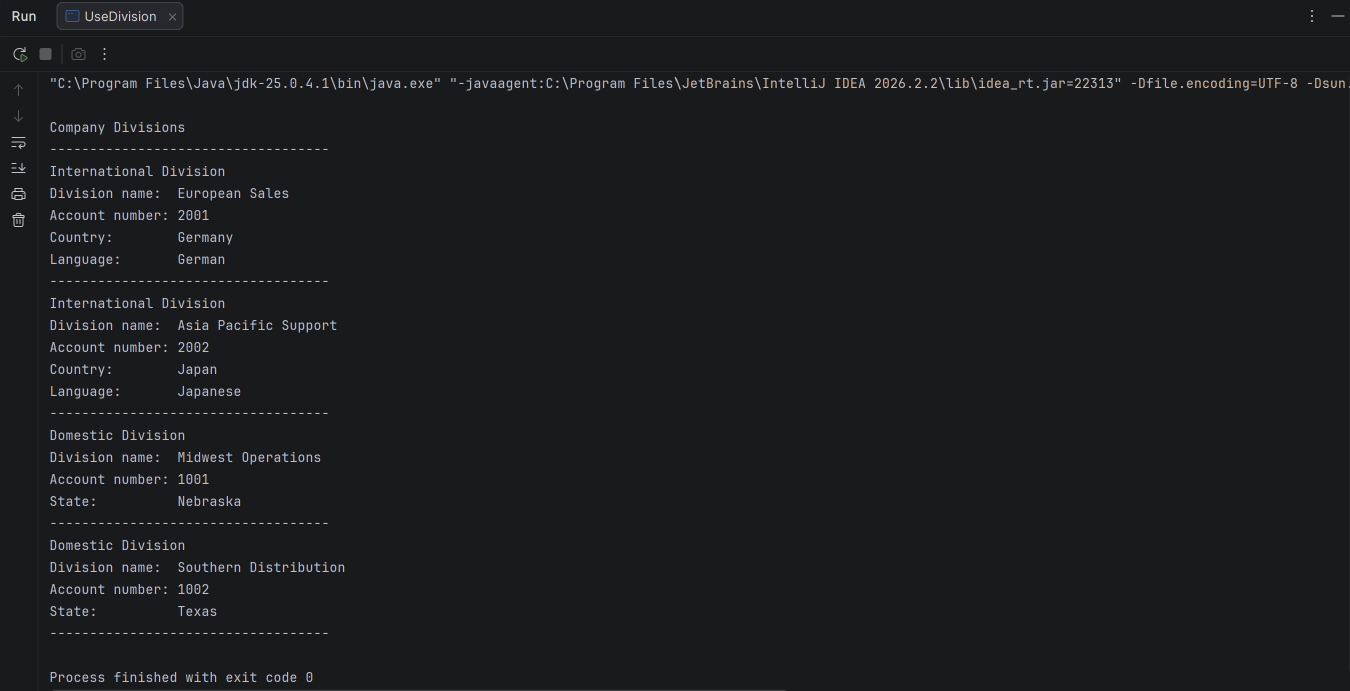 Run
UseDivision
"C:\Program Files\Java\jdk-25.0.4.1\bin\java.exe" "-javaagent:C:\Program Files\JetBrains\IntelliJ IDEA 2026.2.2\lib\idea_rt.jar=22313" -Dfile.encoding=UTF-8 -Dsun.
Company Divisions
-----------------------------------
International Division
Division name:  European Sales
Account number: 2001
Country:        Germany
Language:       German
-----------------------------------
International Division
Division name:  Asia Pacific Support
Account number: 2002
Country:        Japan
Language:       Japanese
-----------------------------------
Domestic Division
Division name:  Midwest Operations
Account number: 1001
State:          Nebraska
-----------------------------------
Domestic Division
Division name:  Southern Distribution
Account number: 1002
State:          Texas
-----------------------------------
Process finished with exit code 0